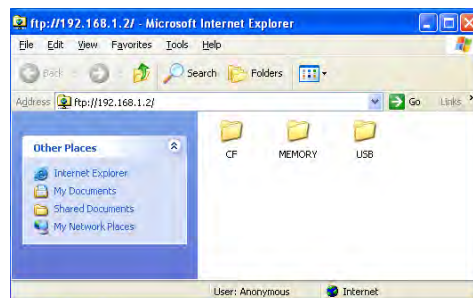 ftp://192.168.1.2/ - Microsoft Internet Explorer
File Edit View Favorites Tools Help
Back Search Folders
Address ftp://192.168.1.2/ Go Links »
Other Places
CF MEMORY USB
Internet Explorer
My Documents
Shared Documents
My Network Places
User: Anonymous Internet